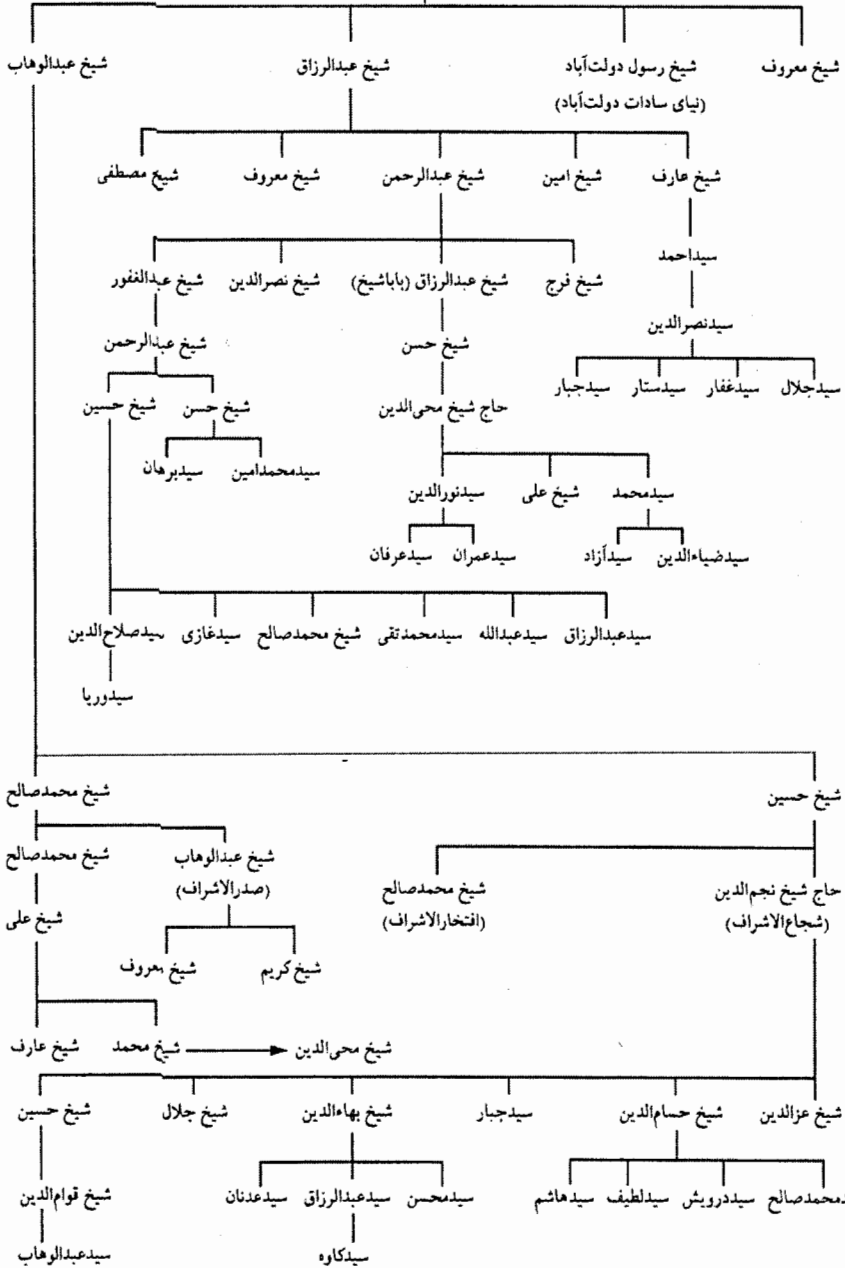 شیخ معروف شیخ رسول دولت‌آباد شیخ عبدالرزاق شیخ عبدالوهاب
(نیای سادات دولت‌آباد)
شیخ عارف شیخ امین شیخ عبدالرحمن شیخ معروف شیخ مصطفی
سیداحمد
شیخ فرج شیخ عبدالرزاق (باباشیخ) شیخ نصرالدین شیخ عبدالغفور
سیدنصرالدین
شیخ حسن شیخ عبدالرحمن
سیدجلال سیدغفار سیدستار سیدجبار
حاج شیخ محی‌الدین شیخ حسن شیخ حسین
سیدمحمدامین سیدبرهان
سیدمحمد شیخ علی سیدنورالدین
سیدضیاءالدین سیدآزاد سیدعمران سیدعرفان
سیدعبدالرزاق سیدعبدالله سیدمحمدتقی شیخ محمدصالح سیدغازی سیدصلاح‌الدین
سیدوریا
شیخ حسین شیخ محمدصالح
شیخ عبدالوهاب شیخ محمدصالح
(صدرالاشراف)
حاج شیخ نجم‌الدین شیخ محمدصالح
(شجاع‌الاشراف) (افتخارالاشراف) شیخ علی
شیخ کریم شیخ معروف
شیخ محی‌الدین شیخ محمد شیخ عارف
شیخ عزالدین شیخ حسام‌الدین سیدجبار شیخ بهاءالدین شیخ جلال شیخ حسین
دمحمدصالح سیددرویش سیدلطیف سیدهاشم سیدمحسن سیدعبدالرزاق سیدعدنان شیخ قوام‌الدین
سیدکاوه سیدعبدالوهاب